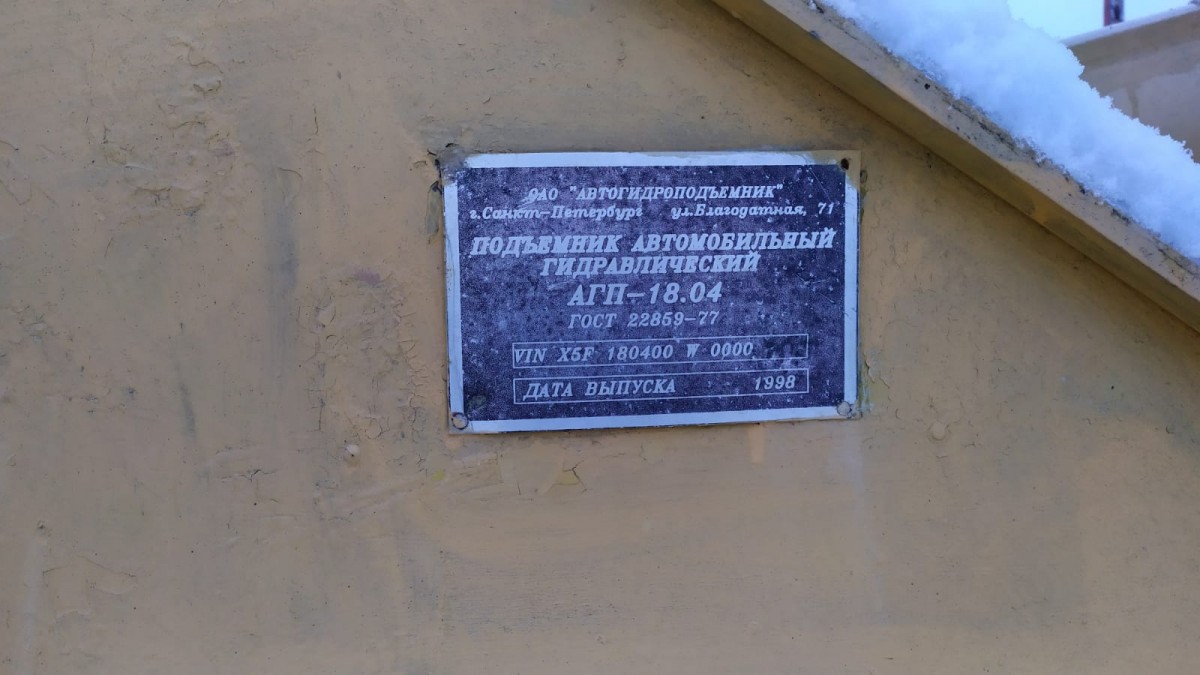 ОАО "АВТОГИДРОПОДЪЕМНИК"
г.Санкт-Петербург ул.Благодатная, 71
ПОДЪЕМНИК АВТОМОБИЛЬНЫЙ
ГИДРАВЛИЧЕСКИЙ
АГП-18.04
ГОСТ 22859-77
VIN X5F 180400 W 0000
ДАТА ВЫПУСКА 1998